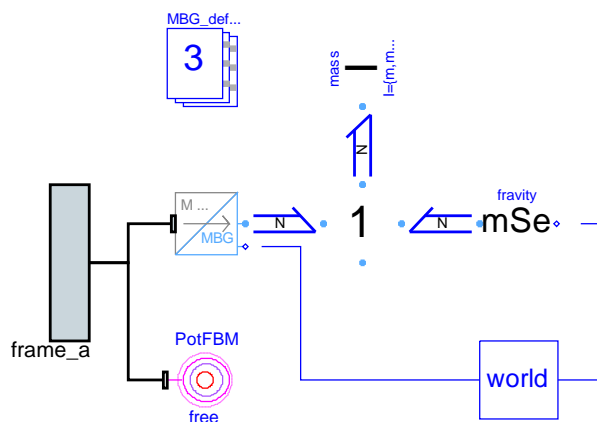 MBG_def...
3
mass
I={m,m...
N
fravity
M ...
MBG
N
1
N
mSe
frame_a
PotFBM
free
world